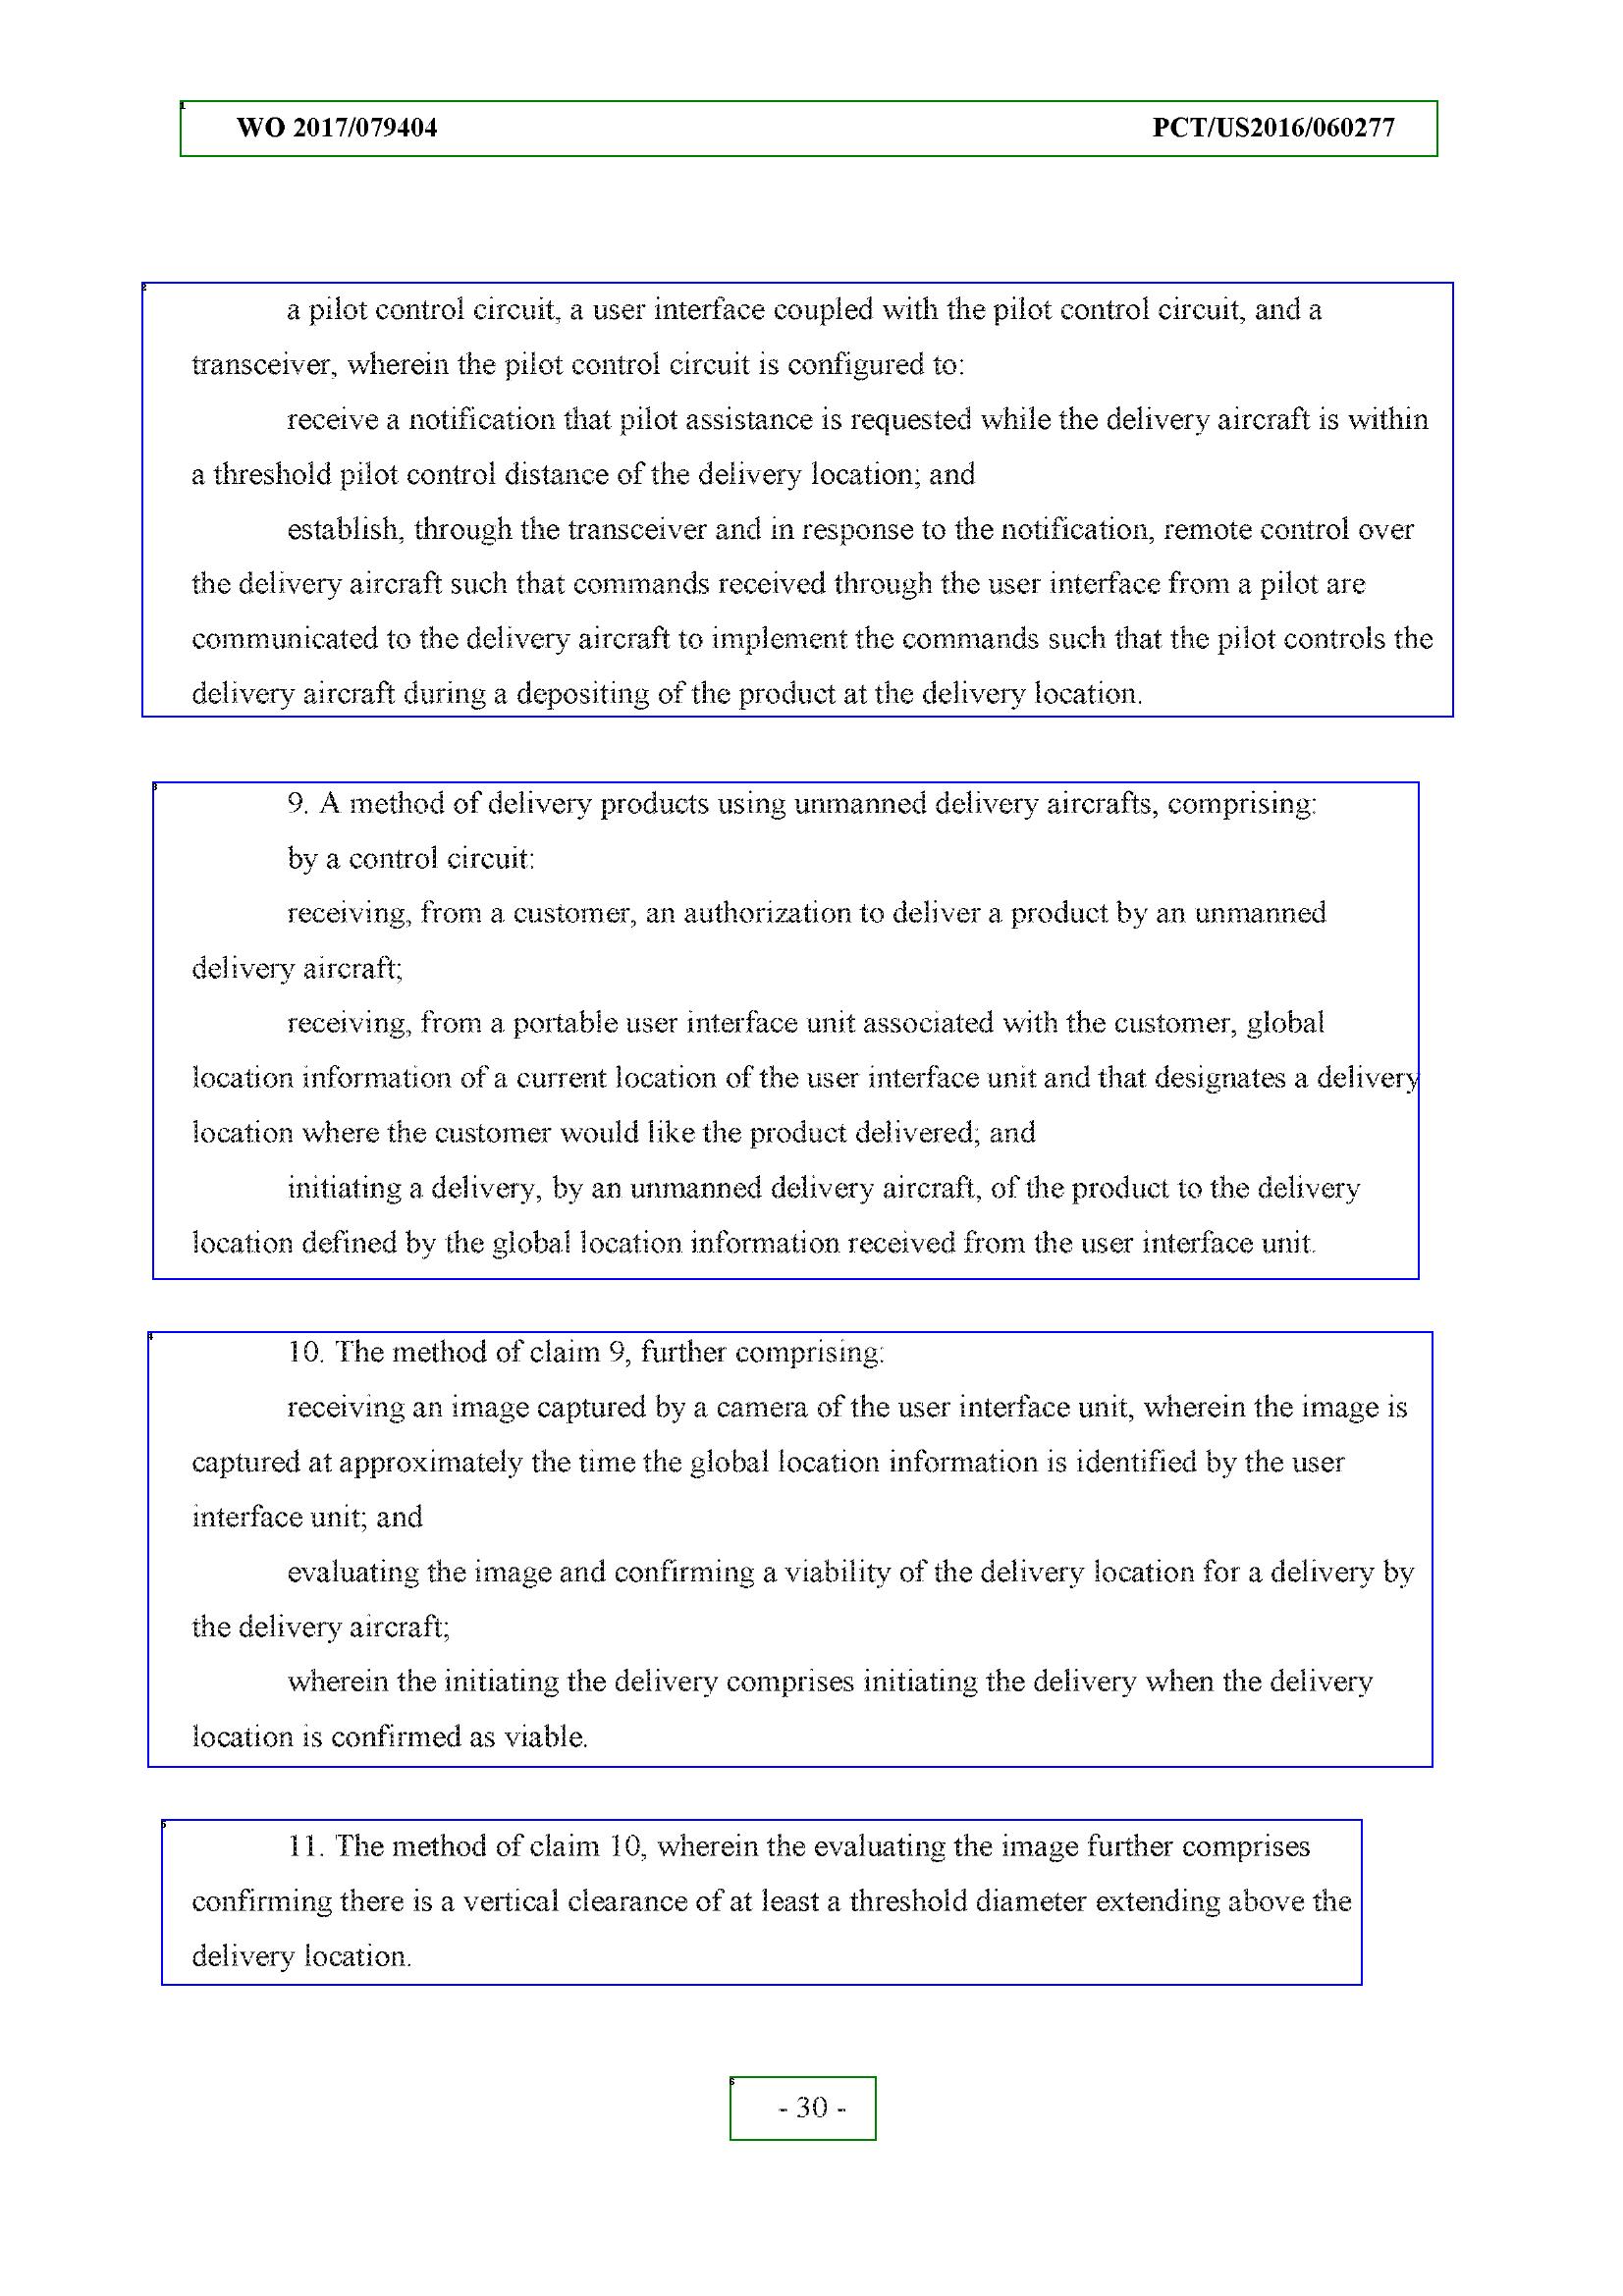 WO 2017/079404 PCT/US2016/060277
a pilot control circuit, a user interface coupled with the pilot control circuit, and a
transceiver, wherein the pilot control circuit is configured to:
receive a notification that pilot assistance is requested while the delivery aircraft is within
a threshold pilot control distance of the delivery location; and
establish, through the transceiver and in response to the notification, remote control over
the delivery aircraft such that commands received through the user interface from a pilot are
communicated to the delivery aircraft to implement the commands such that the pilot controls the
delivery aircraft during a depositing of the product at the delivery location.
9. A method of delivery products using unmanned delivery aircrafts, comprising:
by a control circuit:
receiving, from a customer, an authorization to deliver a product by an unmanned
delivery aircraft;
receiving, from a portable user interface unit associated with the customer, global
location information of a current location of the user interface unit and that designates a delivery
location where the customer would like the product delivered; and
initiating a delivery, by an unmanned delivery aircraft, of the product to the delivery
location defined by the global location information received from the user interface unit.
10. The method of claim 9, further comprising:
receiving an image captured by a camera of the user interface unit, wherein the image is
captured at approximately the time the global location information is identified by the user
interface unit; and
evaluating the image and confirming a viability of the delivery location for a delivery by
the delivery aircraft;
wherein the initiating the delivery comprises initiating the delivery when the delivery
location is confirmed as viable.
11. The method of claim 10, wherein the evaluating the image further comprises
confirming there is a vertical clearance of at least a threshold diameter extending above the
delivery location.
- 30 -